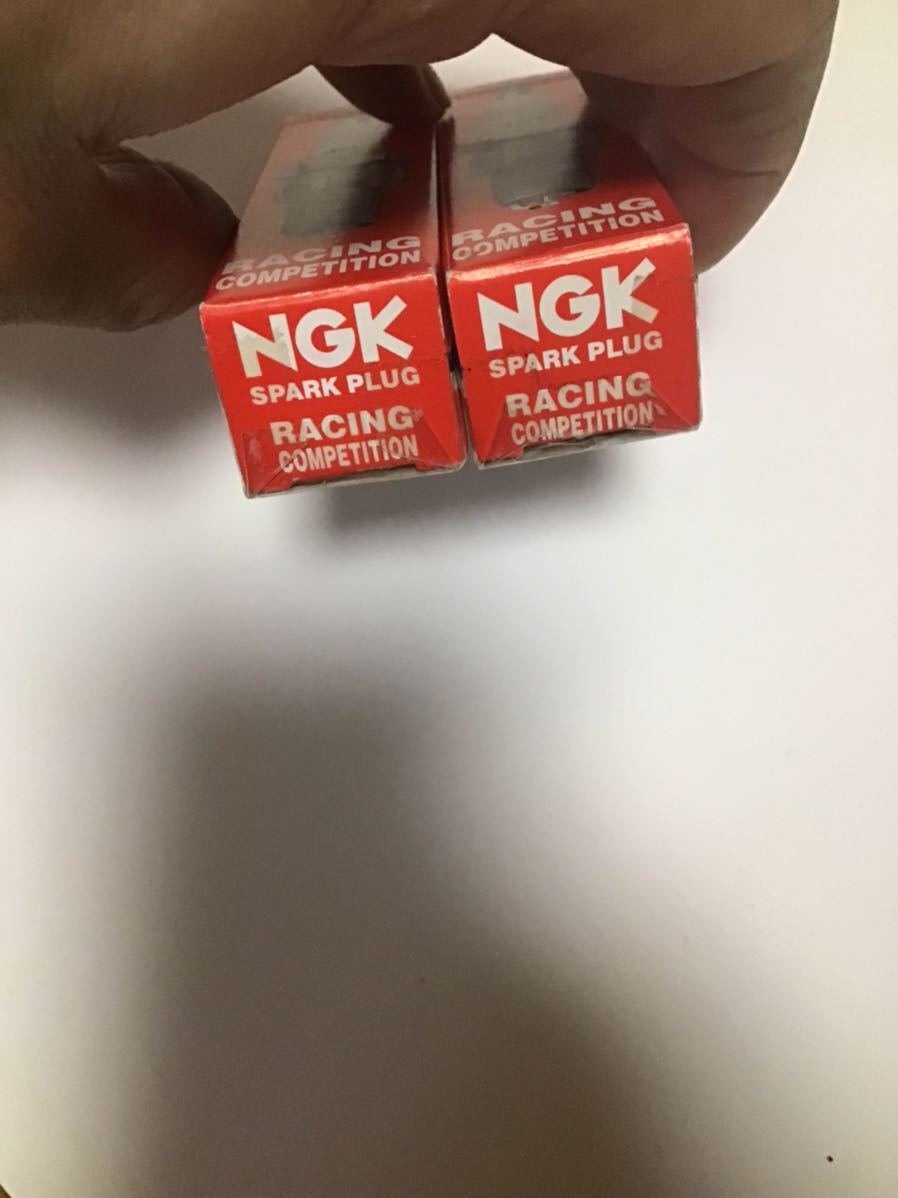 RACING
COMPETITION
NGK
SPARK PLUG
RACING
COMPETITION
RACING
COMPETITION
NGK
SPARK PLUG
RACING
COMPETITION